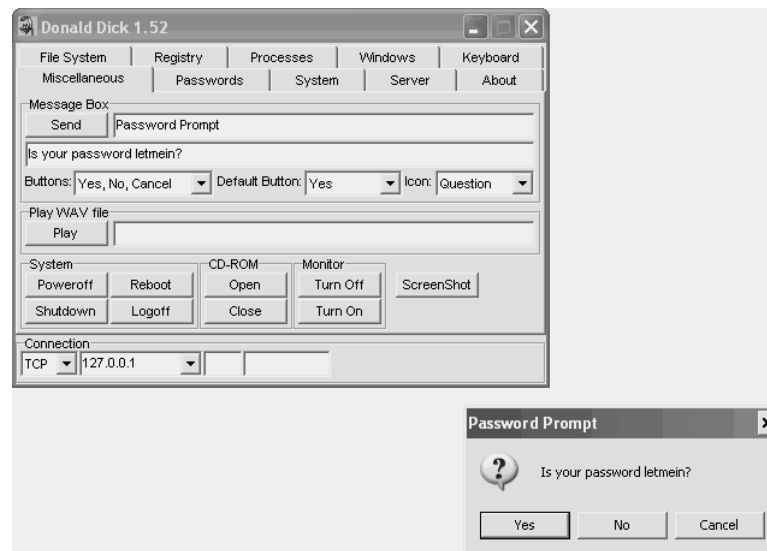 Donald Dick 1.52
File System Registry Processes Windows Keyboard
Miscellaneous Passwords System Server About
Message Box
Send Password Prompt
Is your password letmein?
Buttons: Yes, No, Cancel Default Button: Yes Icon: Question
Play WAV file
Play
System CD-ROM Monitor
Poweroff Reboot Open Turn Off ScreenShot
Shutdown Logoff Close Turn On
Connection
TCP 127.0.0.1
Password Prompt
Is your password letmein?
Yes No Cancel